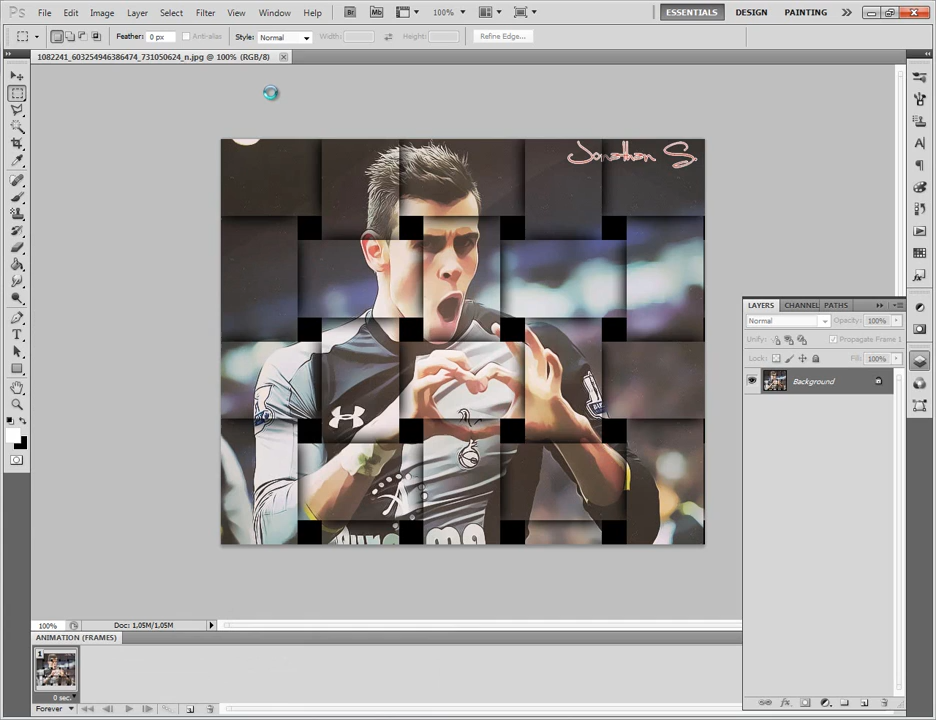 Ps File Edit Image Layer Select Filter View Window Help Br Mb 100% ESSENTIALS DESIGN PAINTING
Feather: 0 px Anti-alias Style: Normal Width: Height: Refine Edge...
1082241_603254946386474_731050624_n.jpg @ 100% (RGB/8)
Jonathan S.
LAYERS CHANNEL PATHS
Normal Opacity: 100%
Unify: Propagate Frame 1
Lock: Fill: 100%
Background
100% Doc: 1,05M/1,05M
ANIMATION (FRAMES)
1
0 sec.
Forever